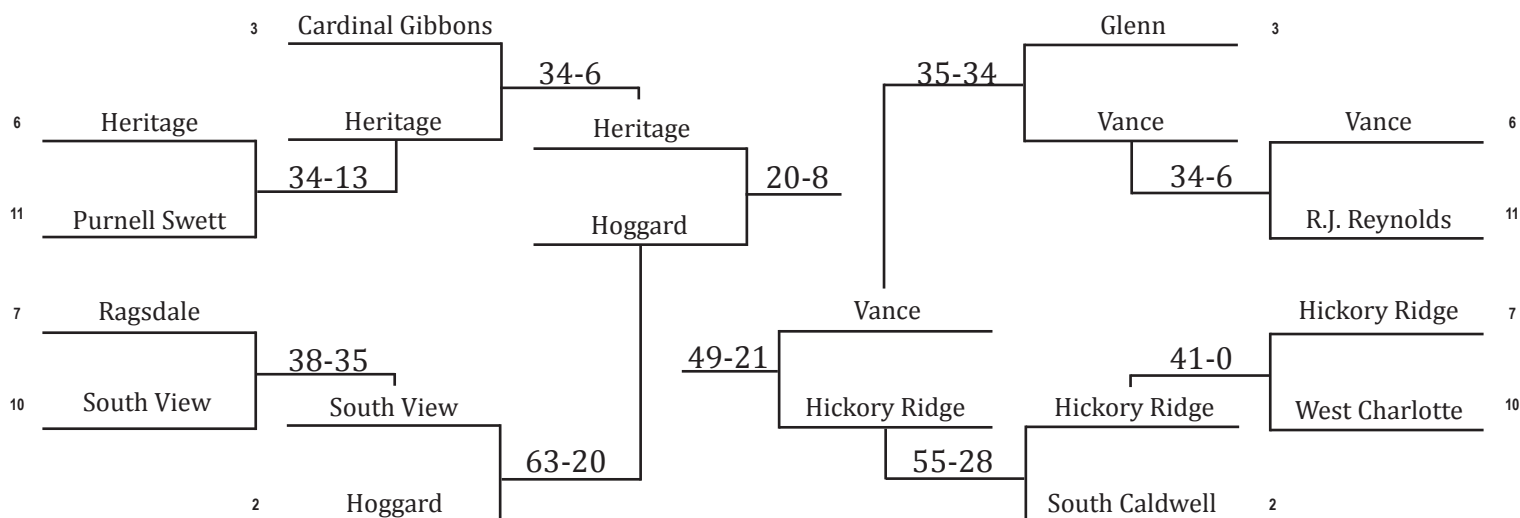 3 Cardinal Gibbons
Glenn 3
34-6
35-34
6 Heritage
Heritage
Heritage
Vance
Vance 6
34-13
20-8
34-6
11 Purnell Swett
Hoggard
R.J. Reynolds 11
7 Ragsdale
Vance
Hickory Ridge 7
38-35
49-21
41-0
10 South View
South View
Hickory Ridge
Hickory Ridge
West Charlotte 10
63-20
55-28
2 Hoggard
South Caldwell 2